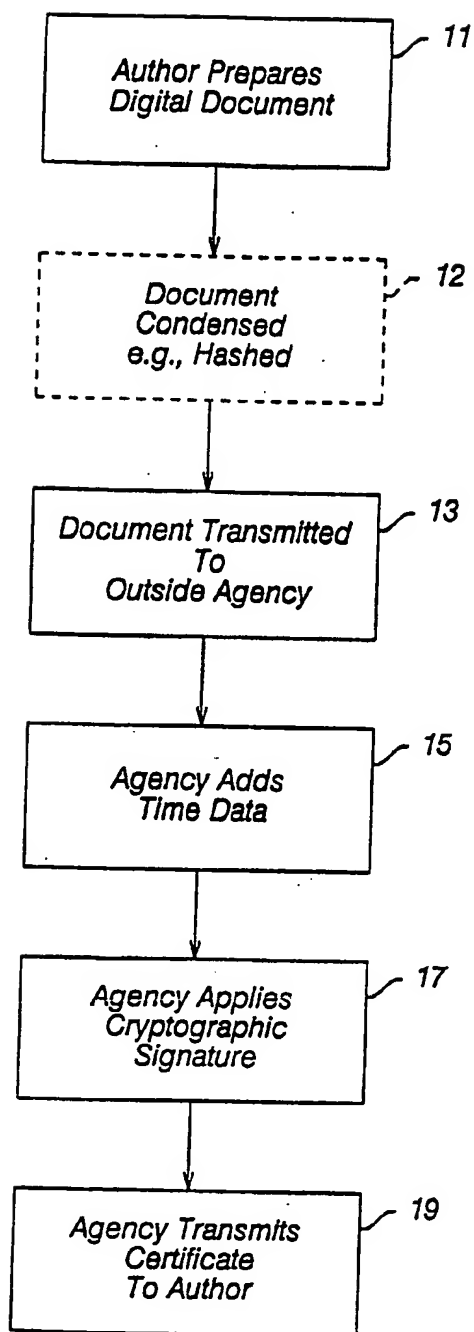 11
Author Prepares
Digital Document
12
Document
Condensed
e.g., Hashed
13
Document Transmitted
To
Outside Agency
15
Agency Adds
Time Data
17
Agency Applies
Cryptographic
Signature
19
Agency Transmits
Certificate
To Author